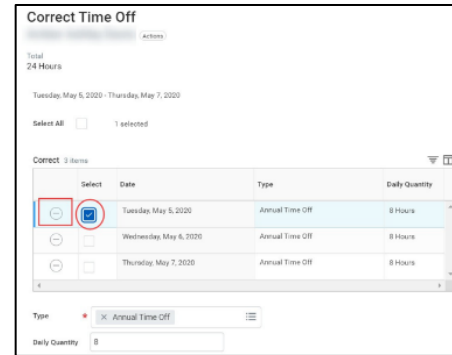 Correct Time Off
Actions
Total
24 Hours
Tuesday, May 5, 2020 - Thursday, May 7, 2020
Select All 1 selected
Correct 3 items
Select Date Type Daily Quantity
Tuesday, May 5, 2020 Annual Time Off 8 Hours
Wednesday, May 6, 2020 Annual Time Off 8 Hours
Thursday, May 7, 2020 Annual Time Off 8 Hours
Type * × Annual Time Off
Daily Quantity 8